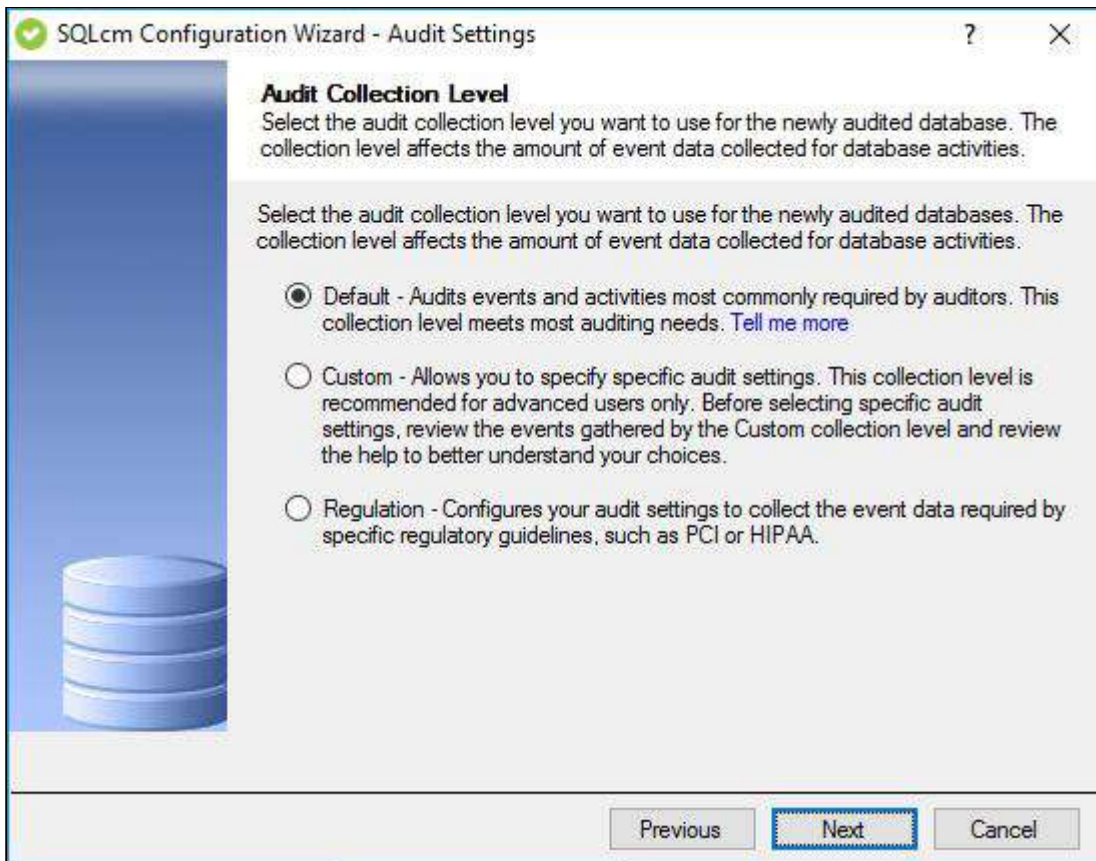 SQLcm Configuration Wizard - Audit Settings
Audit Collection Level
Select the audit collection level you want to use for the newly audited database. The
collection level affects the amount of event data collected for database activities.
Select the audit collection level you want to use for the newly audited databases. The
collection level affects the amount of event data collected for database activities.
Default - Audits events and activities most commonly required by auditors. This
collection level meets most auditing needs. Tell me more
Custom - Allows you to specify specific audit settings. This collection level is
recommended for advanced users only. Before selecting specific audit
settings, review the events gathered by the Custom collection level and review
the help to better understand your choices.
Regulation - Configures your audit settings to collect the event data required by
specific regulatory guidelines, such as PCI or HIPAA.
Previous
Next
Cancel